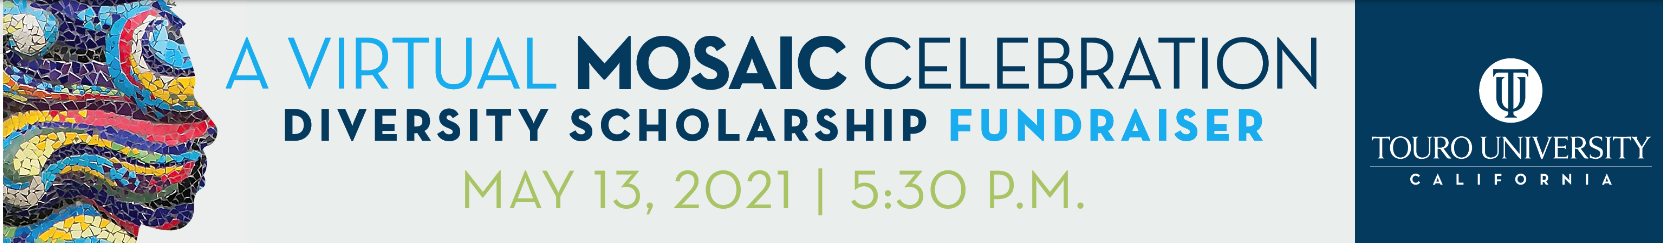 A VIRTUAL MOSAIC CELEBRATION
DIVERSITY SCHOLARSHIP FUNDRAISER
MAY 13, 2021 | 5:30 P.M.
TU
TOURO UNIVERSITY
CALIFORNIA